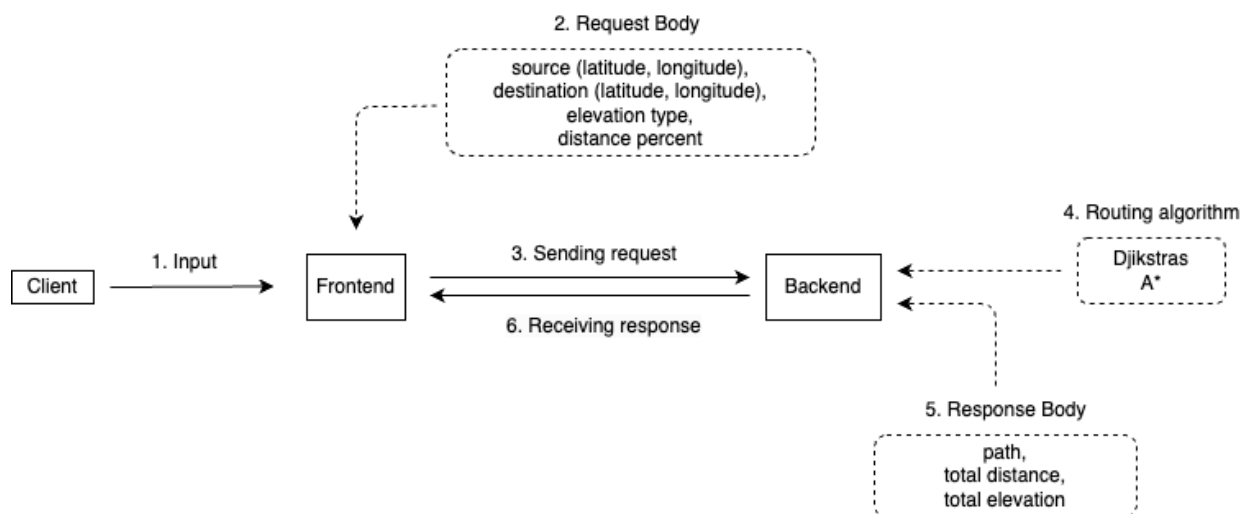 2. Request Body
source (latitude, longitude),
destination (latitude, longitude),
elevation type,
distance percent
4. Routing algorithm
Djikstras
A*
1. Input
3. Sending request
Client
Frontend
Backend
6. Receiving response
5. Response Body
path,
total distance,
total elevation